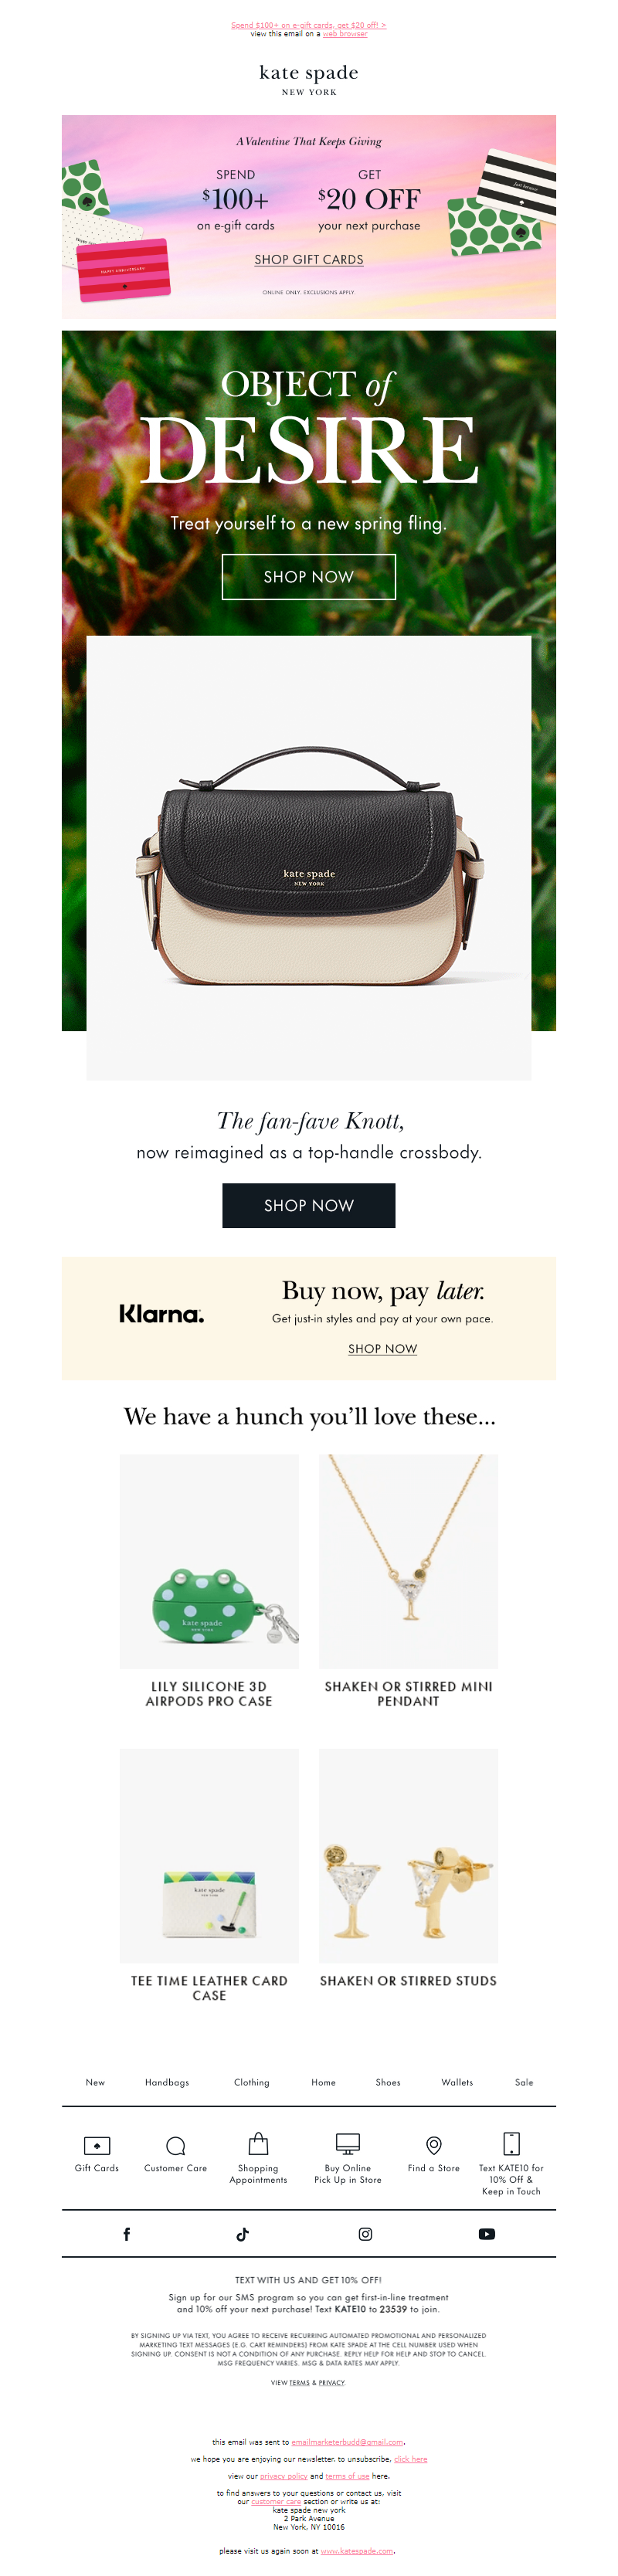 Spend $100+ on e-gift cards, get $20 off! >
view this email on a web browser
kate spade
NEW YORK
A Valentine That Keeps Giving
SPEND
$100+
on e-gift cards
GET
$20 OFF
your next purchase
SHOP GIFT CARDS
ONLINE ONLY. EXCLUSIONS APPLY.
OBJECT of
DESIRE
Treat yourself to a new spring fling.
SHOP NOW
kate spade
NEW YORK
The fan-fave Knott,
now reimagined as a top-handle crossbody.
SHOP NOW
Klarna.
Buy now, pay later.
Get just-in styles and pay at your own pace.
SHOP NOW
We have a hunch you'll love these...
kate spade
NEW YORK
LILY SILICONE 3D
AIRPODS PRO CASE
SHAKEN OR STIRRED MINI
PENDANT
kate spade
NEW YORK
TEE TIME LEATHER CARD
CASE
SHAKEN OR STIRRED STUDS
New Handbags Clothing Home Shoes Wallets Sale
Gift Cards
Customer Care
Shopping
Appointments
Buy Online
Pick Up in Store
Find a Store
Text KATE10 for
10% Off &
Keep in Touch
TEXT WITH US AND GET 10% OFF!
Sign up for our SMS program so you can get first-in-line treatment
and 10% off your next purchase! Text KATE10 to 23539 to join.
BY SIGNING UP VIA TEXT, YOU AGREE TO RECEIVE RECURRING AUTOMATED PROMOTIONAL AND PERSONALIZED
MARKETING TEXT MESSAGES (E.G. CART REMINDERS) FROM KATE SPADE AT THE CELL NUMBER USED WHEN
SIGNING UP. CONSENT IS NOT A CONDITION OF ANY PURCHASE. REPLY HELP FOR HELP AND STOP TO CANCEL.
MSG FREQUENCY VARIES. MSG & DATA RATES MAY APPLY.
VIEW TERMS & PRIVACY.
this email was sent to emailmarketerbudd@gmail.com.
we hope you are enjoying our newsletter. to unsubscribe, click here
view our privacy policy and terms of use here.
to find answers to your questions or contact us, visit
our customer care section or write us at:
kate spade new york
2 Park Avenue
New York, NY 10016
please visit us again soon at www.katespade.com.